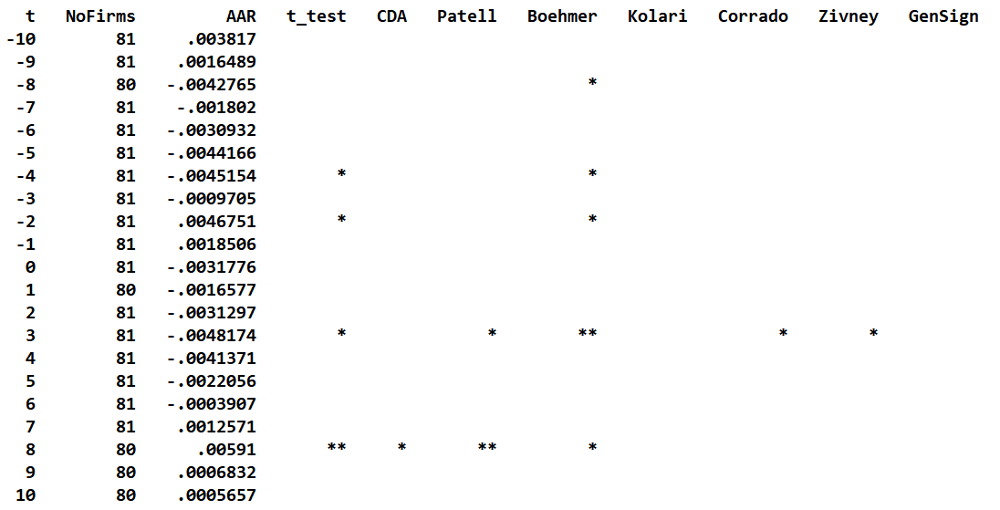 t NoFirms AAR t_test CDA Patell Boehmer Kolari Corrado Zivney GenSign
-10 81 .003817
-9 81 .0016489
-8 80 -.0042765 *
-7 81 -.001802
-6 81 -.0030932
-5 81 -.0044166
-4 81 -.0045154 * *
-3 81 -.0009705
-2 81 .0046751 * *
-1 81 .0018506
0 81 -.0031776
1 80 -.0016577
2 81 -.0031297
3 81 -.0048174 * * ** * *
4 81 -.0041371
5 81 -.0022056
6 81 -.0003907
7 81 .0012571
8 80 .00591 ** * ** *
9 80 .0006832
10 80 .0005657